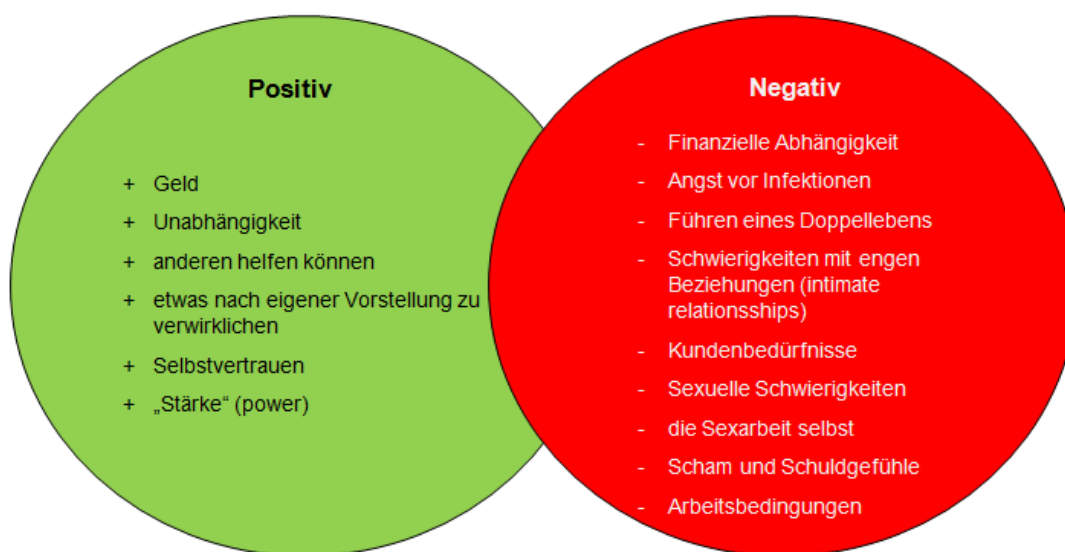 Positiv
+ Geld
+ Unabhängigkeit
+ anderen helfen können
+ etwas nach eigener Vorstellung zu
verwirklichen
+ Selbstvertrauen
+ „Stärke“ (power)
Negativ
- Finanzielle Abhängigkeit
- Angst vor Infektionen
- Führen eines Doppellebens
- Schwierigkeiten mit engen
Beziehungen (intimate
relationsships)
- Kundenbedürfnisse
- Sexuelle Schwierigkeiten
- die Sexarbeit selbst
- Scham und Schuldgefühle
- Arbeitsbedingungen